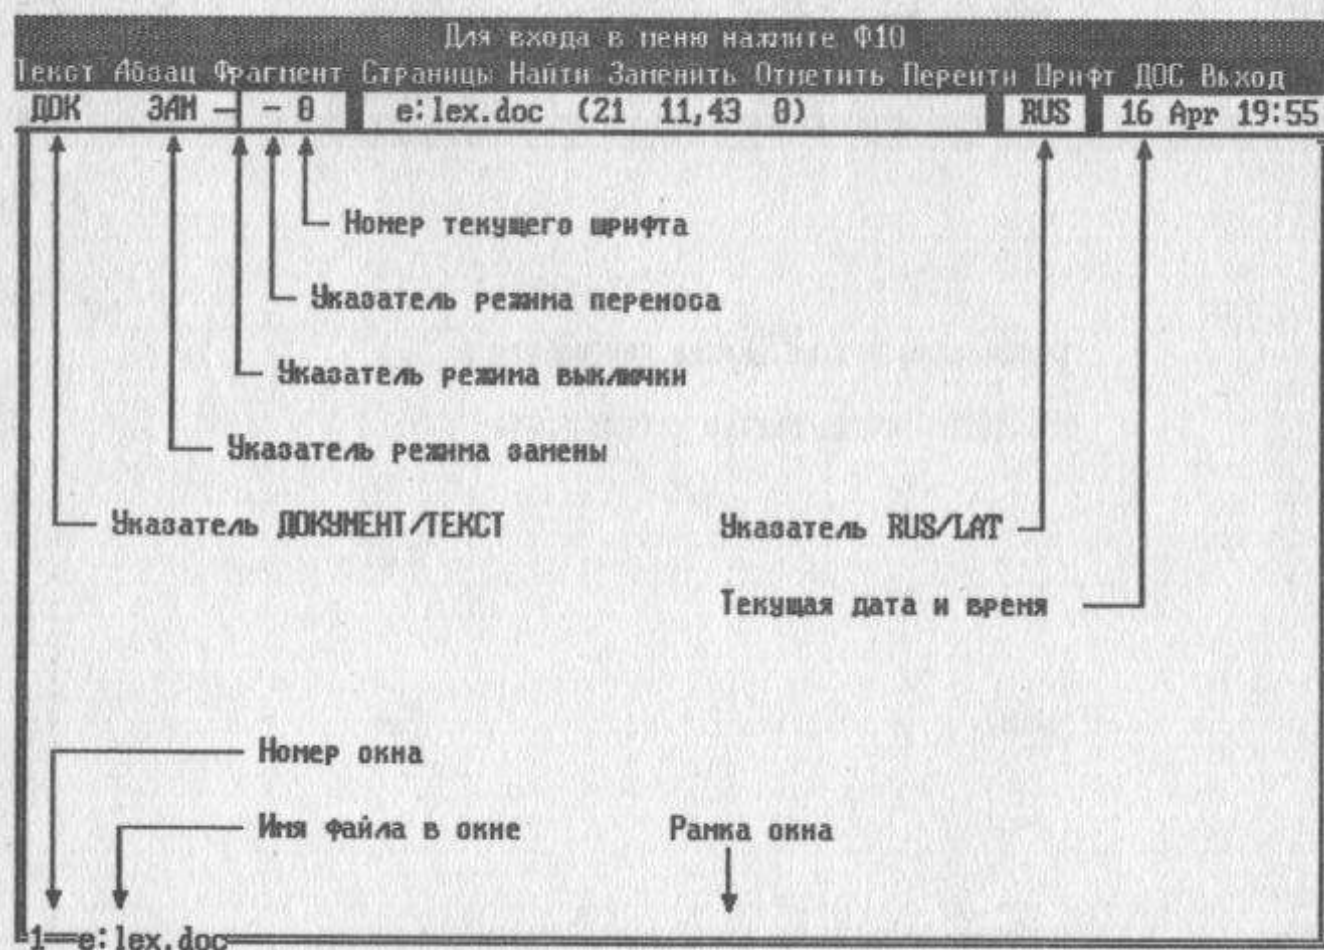 Для входа в меню нажмите Ф10
Текст Абзац Фрагмент Страницы Найти Заменить Отметить Перейти Шрифт ДОС Выход
ДОК ЗАМ ─┤ - 0 e:lex.doc (21 11,43 0) RUS 16 Apr 19:55
Номер текущего шрифта
Указатель режима переноса
Указатель режима выключки
Указатель режима замены
Указатель ДОКУМЕНТ/ТЕКСТ Указатель RUS/LAT
Текущая дата и время
Номер окна
Имя файла в окне Рамка окна
1 e:lex.doc